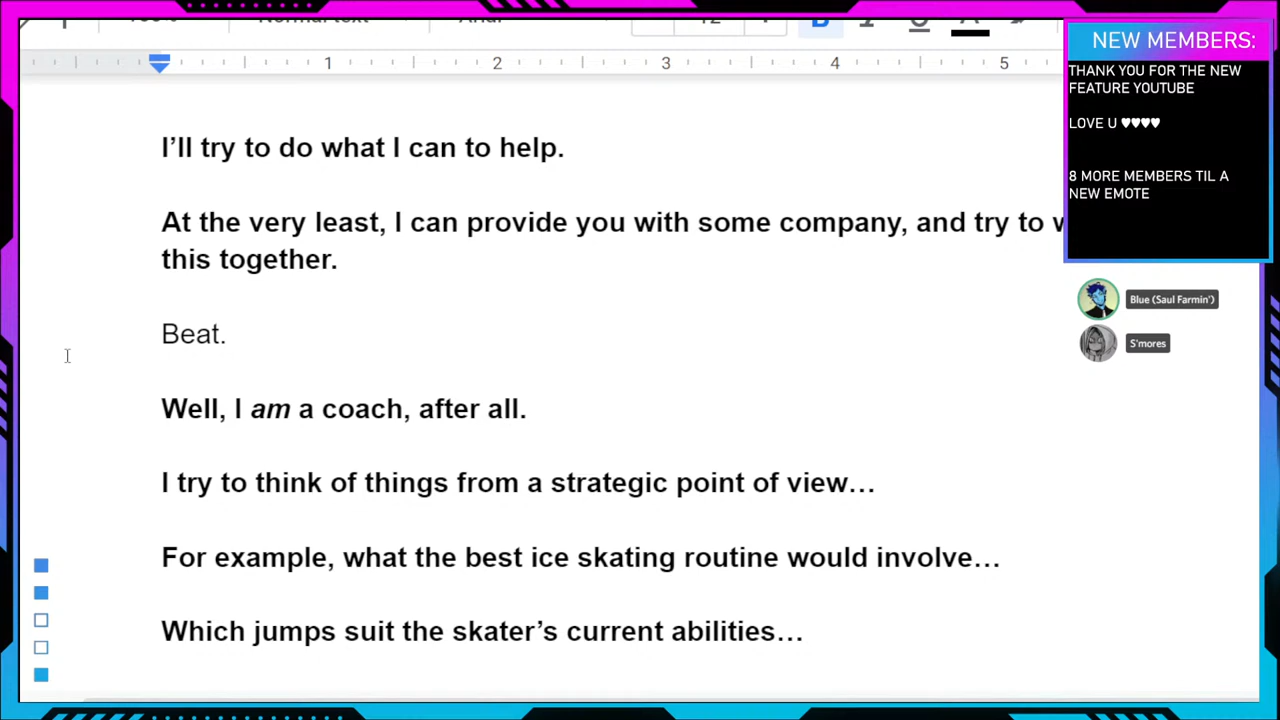 Normal text
Arial
12
B I U A
1 2 3 4 5
I’ll try to do what I can to help.
At the very least, I can provide you with some company, and try to
this together.
Beat.
Well, I am a coach, after all.
I try to think of things from a strategic point of view…
For example, what the best ice skating routine would involve…
Which jumps suit the skater’s current abilities…
NEW MEMBERS:
THANK YOU FOR THE NEW
FEATURE YOUTUBE
LOVE U ♥♥♥♥
8 MORE MEMBERS TIL A
NEW EMOTE
Blue (Saul Farmin’)
S'mores